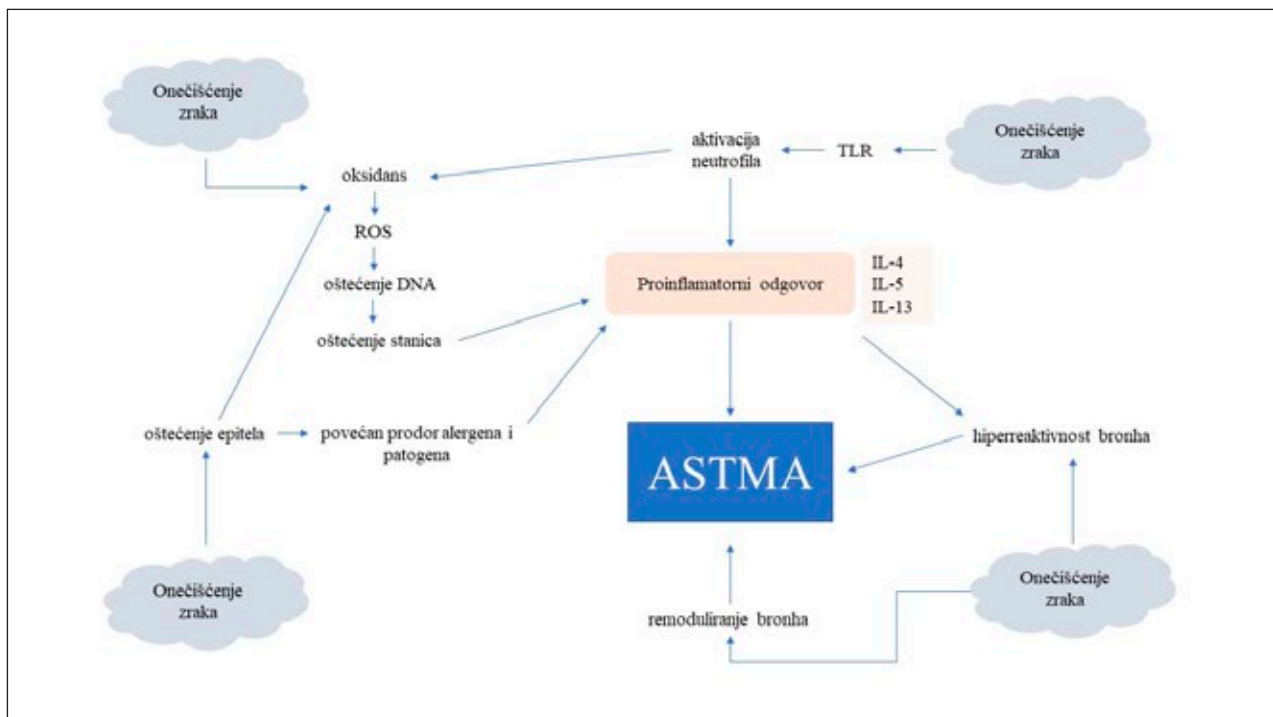 Onečišćenje
zraka
Onečišćenje
zraka
aktivacija
neutrofila
TLR
oksidans
ROS
oštećenje DNA
oštećenje stanica
Proinflamatorni odgovor
IL-4
IL-5
IL-13
oštećenje epitela
povećan prodor alergena i
patogena
hiperreaktivnost bronha
ASTMA
Onečišćenje
zraka
remoduliranje bronha
Onečišćenje
zraka